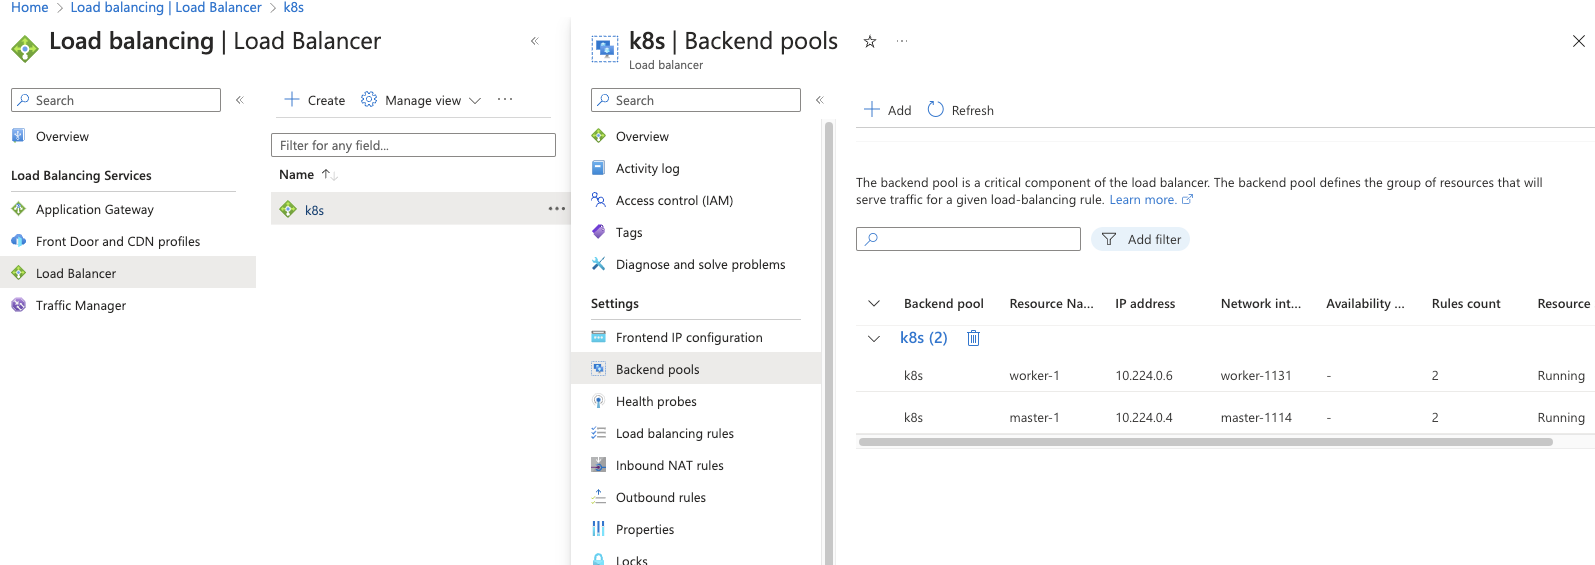 Home > Load balancing | Load Balancer > k8s
Load balancing | Load Balancer
«
Search
«
Overview
Load Balancing Services
Application Gateway
Front Door and CDN profiles
Load Balancer
Traffic Manager
+ Create
Manage view
...
Filter for any field...
Name ↑↓
k8s
...
k8s | Backend pools
...
Load balancer
Search
«
Overview
Activity log
Access control (IAM)
Tags
Diagnose and solve problems
Settings
Frontend IP configuration
Backend pools
Health probes
Load balancing rules
Inbound NAT rules
Outbound rules
Properties
Locks
+ Add
Refresh
The backend pool is a critical component of the load balancer. The backend pool defines the group of resources that will
serve traffic for a given load-balancing rule. Learn more.
Add filter
Backend pool Resource Na... IP address Network int... Availability ... Rules count Resource
k8s (2)
k8s worker-1 10.224.0.6 worker-1131 - 2 Running
k8s master-1 10.224.0.4 master-1114 - 2 Running